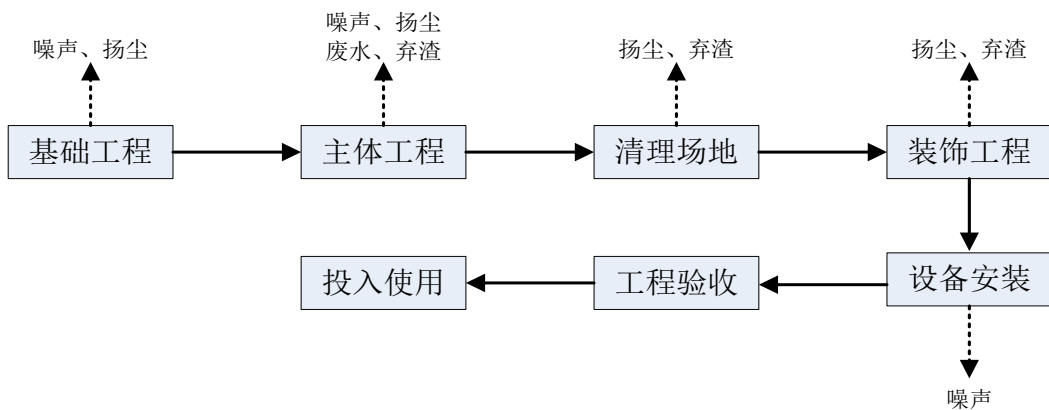 噪声、扬尘
噪声、扬尘
废水、弃渣
扬尘、弃渣
扬尘、弃渣
基础工程
主体工程
清理场地
装饰工程
投入使用
工程验收
设备安装
噪声